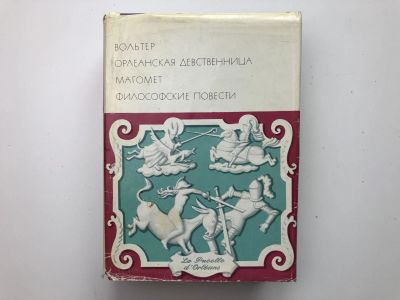 ВОЛЬТЕР
ОРЛЕАНСКАЯ ДЕВСТВЕННИЦА
МАГОМЕТ
ФИЛОСОФСКИЕ ПОВЕСТИ
La Pucelle
d'Orléans